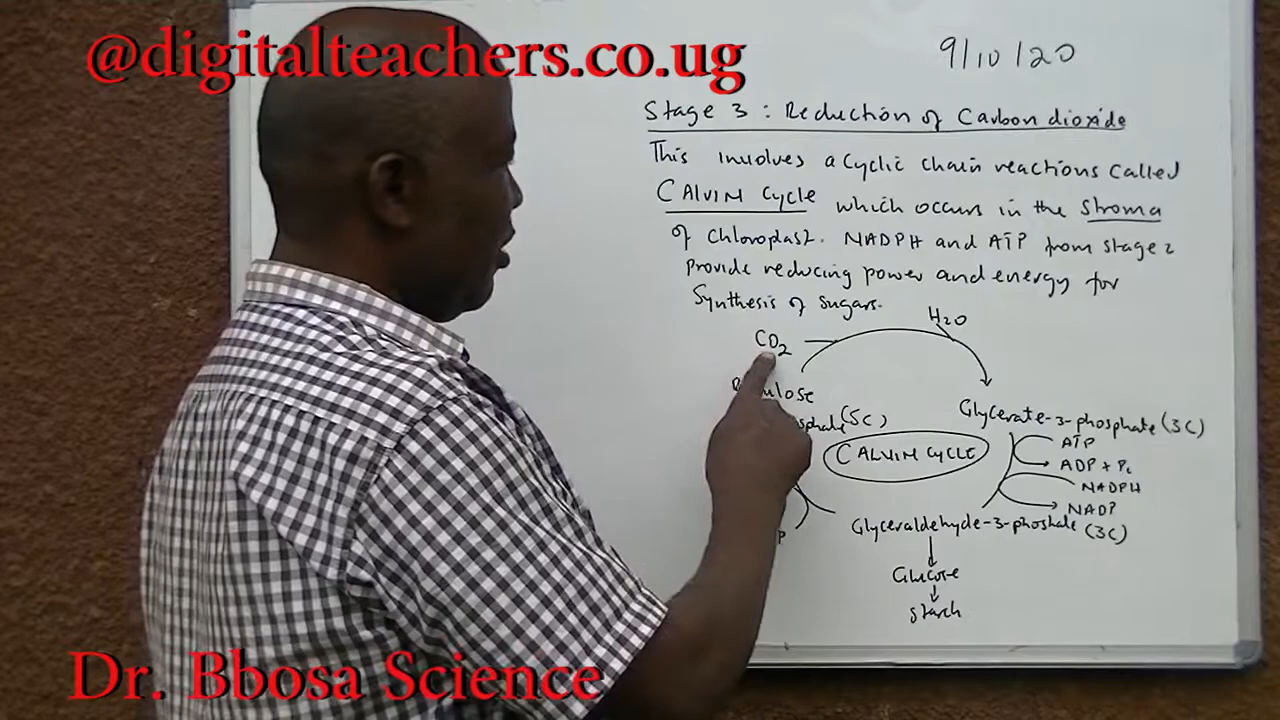 @digitalteachers.co.ug
9/10/20
Stage 3 : Reduction of Carbon dioxide
This involves a cyclic chain reactions called
CALVIN Cycle which occurs in the Stroma
of Chloroplast. NADPH and ATP from stage 2
Provide reducing power and energy for
Synthesis of sugars.
H2O
CO2
(5C)
Glycerate-3-phosphate (3C)
ATP
CALVIN CYCLE
ADP + Pi
NADPH
NADP
Glyceraldehyde-3-phosphate (3C)
Glucose
Starch
Dr. Bbosa Science